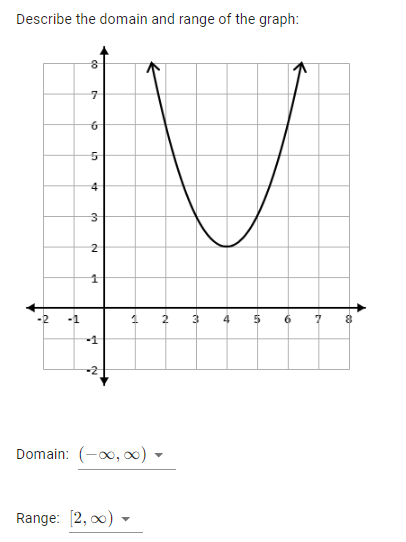 Describe the domain and range of the graph:
8
7
6
5
4
3
2
1
-2 -1 1 2 3 4 5 6 7 8
-1
-2
Domain: (−∞, ∞)
Range: [2, ∞)